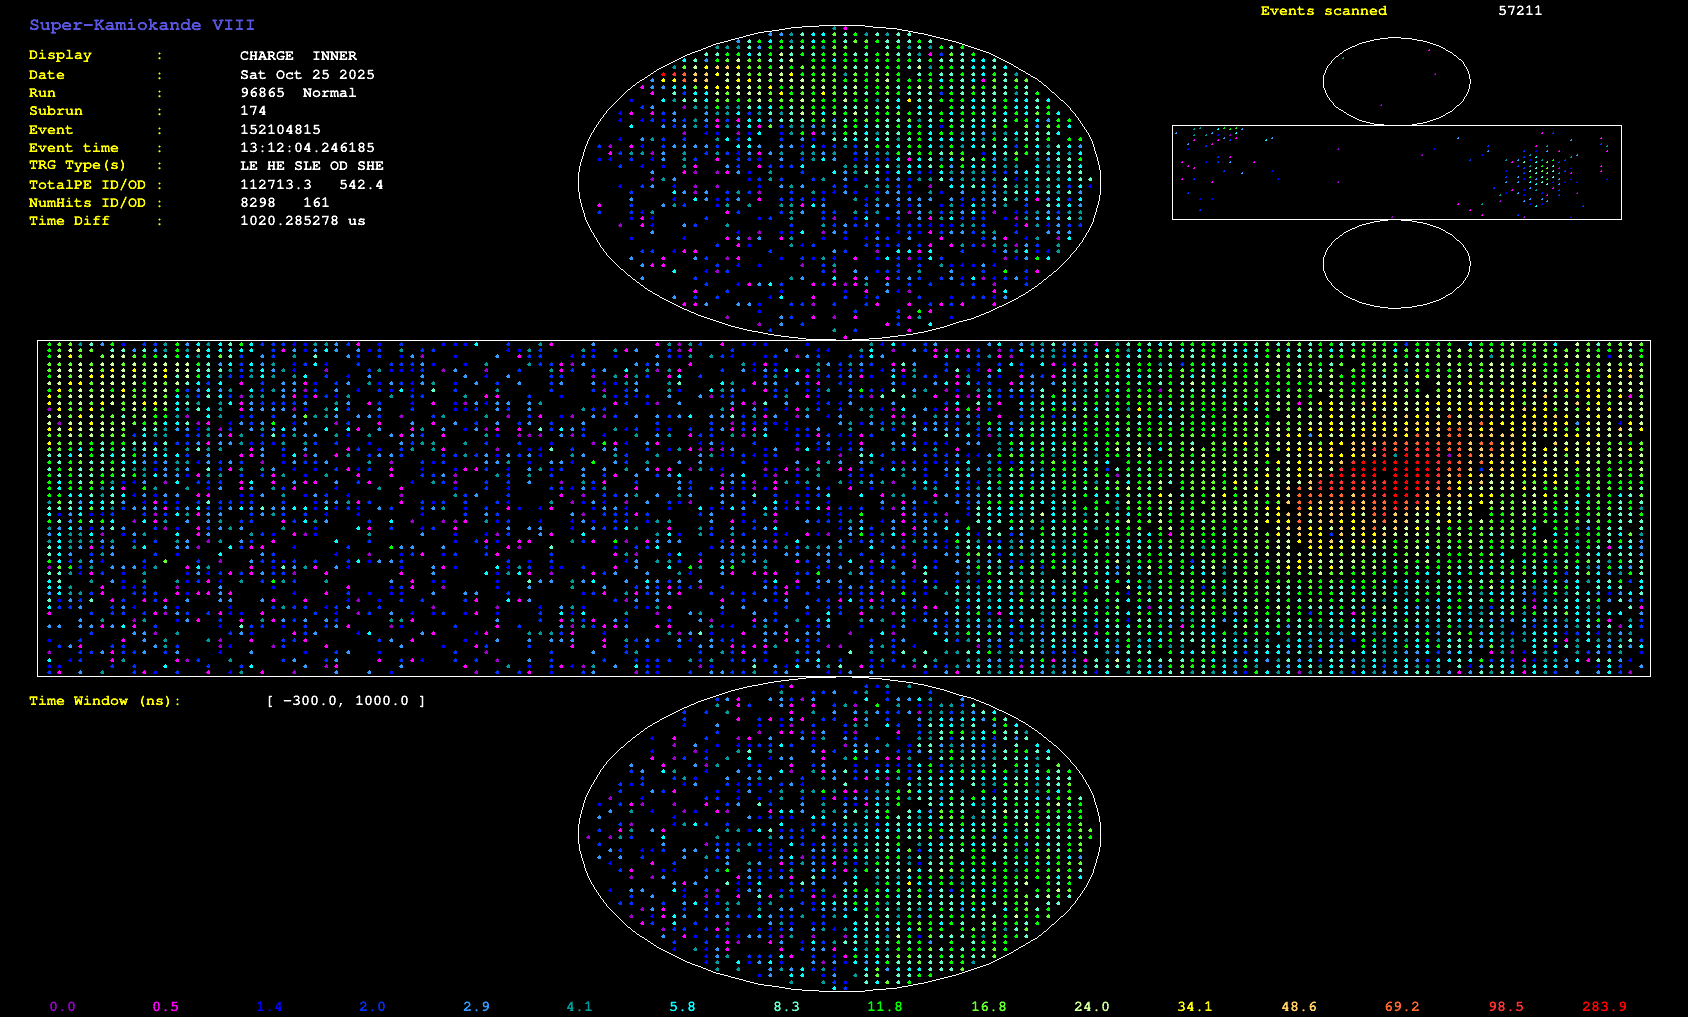 Super-Kamiokande VIII
Events scanned 57211
Display : CHARGE INNER
Date : Sat Oct 25 2025
Run : 96865 Normal
Subrun : 174
Event : 152104815
Event time : 13:12:04.246185
TRG Type(s) : LE HE SLE OD SHE
TotalPE ID/OD : 112713.3 542.4
NumHits ID/OD : 8298 161
Time Diff : 1020.285278 us
Time Window (ns): [ -300.0, 1000.0 ]
0.0 0.5 1.4 2.0 2.9 4.1 5.8 8.3 11.8 16.8 24.0 34.1 48.6 69.2 98.5 283.9